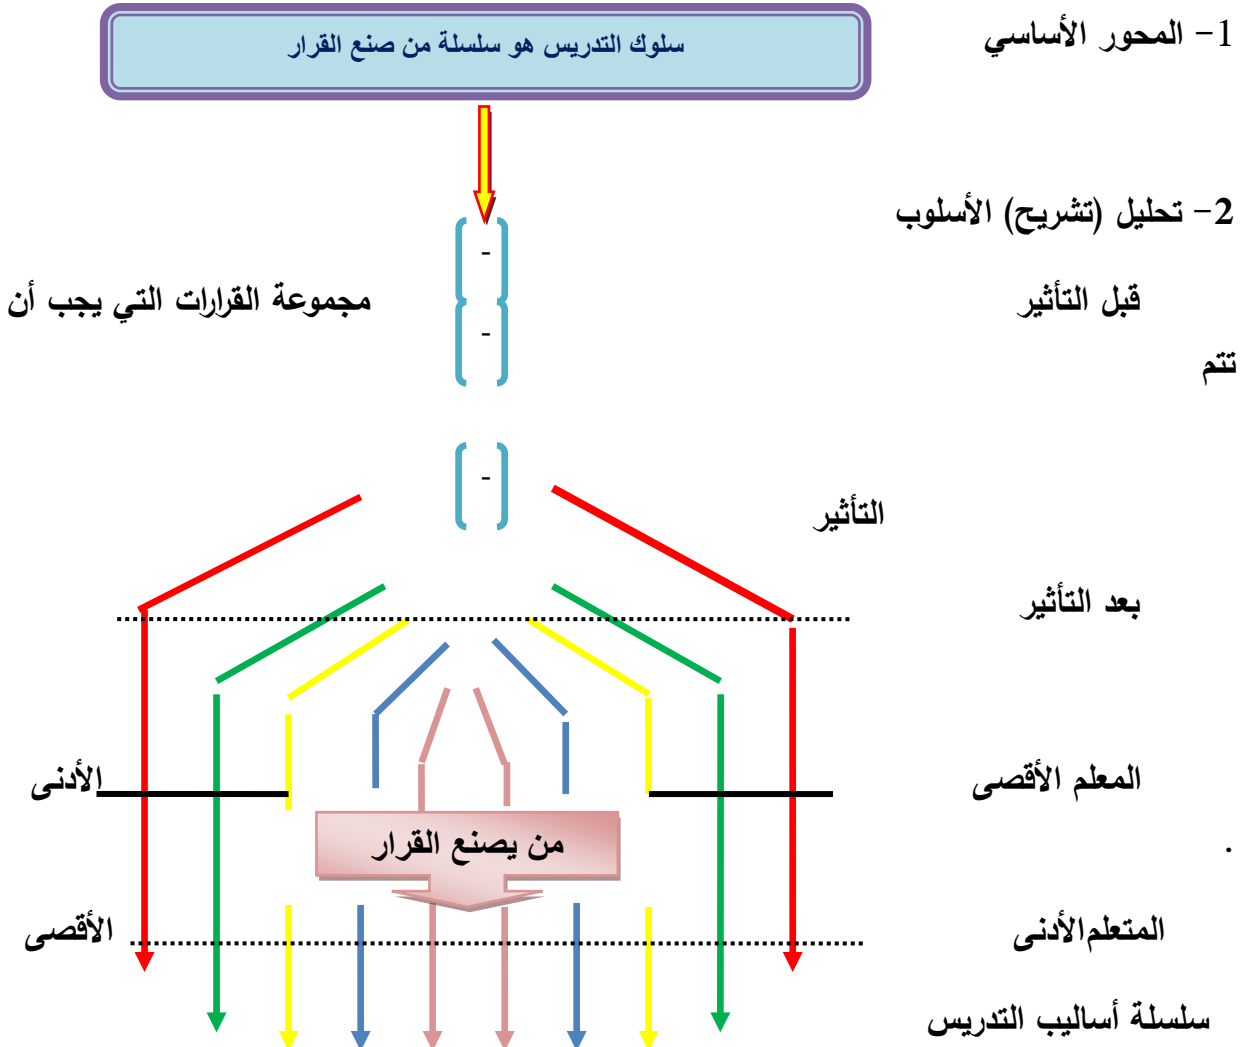 1- المحور الأساسي
سلوك التدريس هو سلسلة من صنع القرار
2- تحليل (تشريح) الأسلوب
-
قبل التأثير
مجموعة القرارات التي يجب أن
-
تتم
-
التأثير
بعد التأثير
المعلم الأقصى
الأدنى
من يصنع القرار
.
المتعلم الأدنى
الأقصى
سلسلة أساليب التدريس